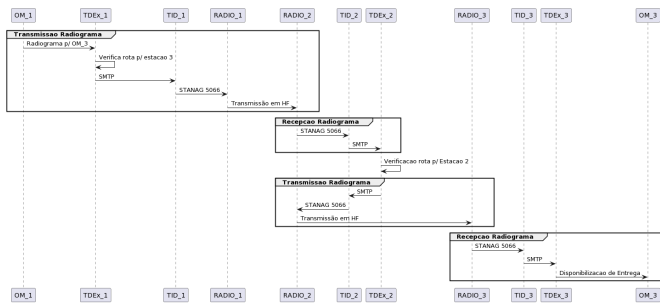 OM_1 TDEx_1 TID_1 RADIO_1 RADIO_2 TID_2 TDEx_2 RADIO_3 TID_3 TDEx_3 OM_3
Transmissao Radiograma
Radiograma p/ OM_3
Verifica rota p/ estacao 3
SMTP
STANAG 5066
Transmissão em HF
Recepcao Radiograma
STANAG 5066
SMTP
Verificacao rota p/ Estacao 2
Transmissao Radiograma
SMTP
STANAG 5066
Transmissão em HF
Recepcao Radiograma
STANAG 5066
SMTP
Disponibilizacao de Entrega
OM_1 TDEx_1 TID_1 RADIO_1 RADIO_2 TID_2 TDEx_2 RADIO_3 TID_3 TDEx_3 OM_3